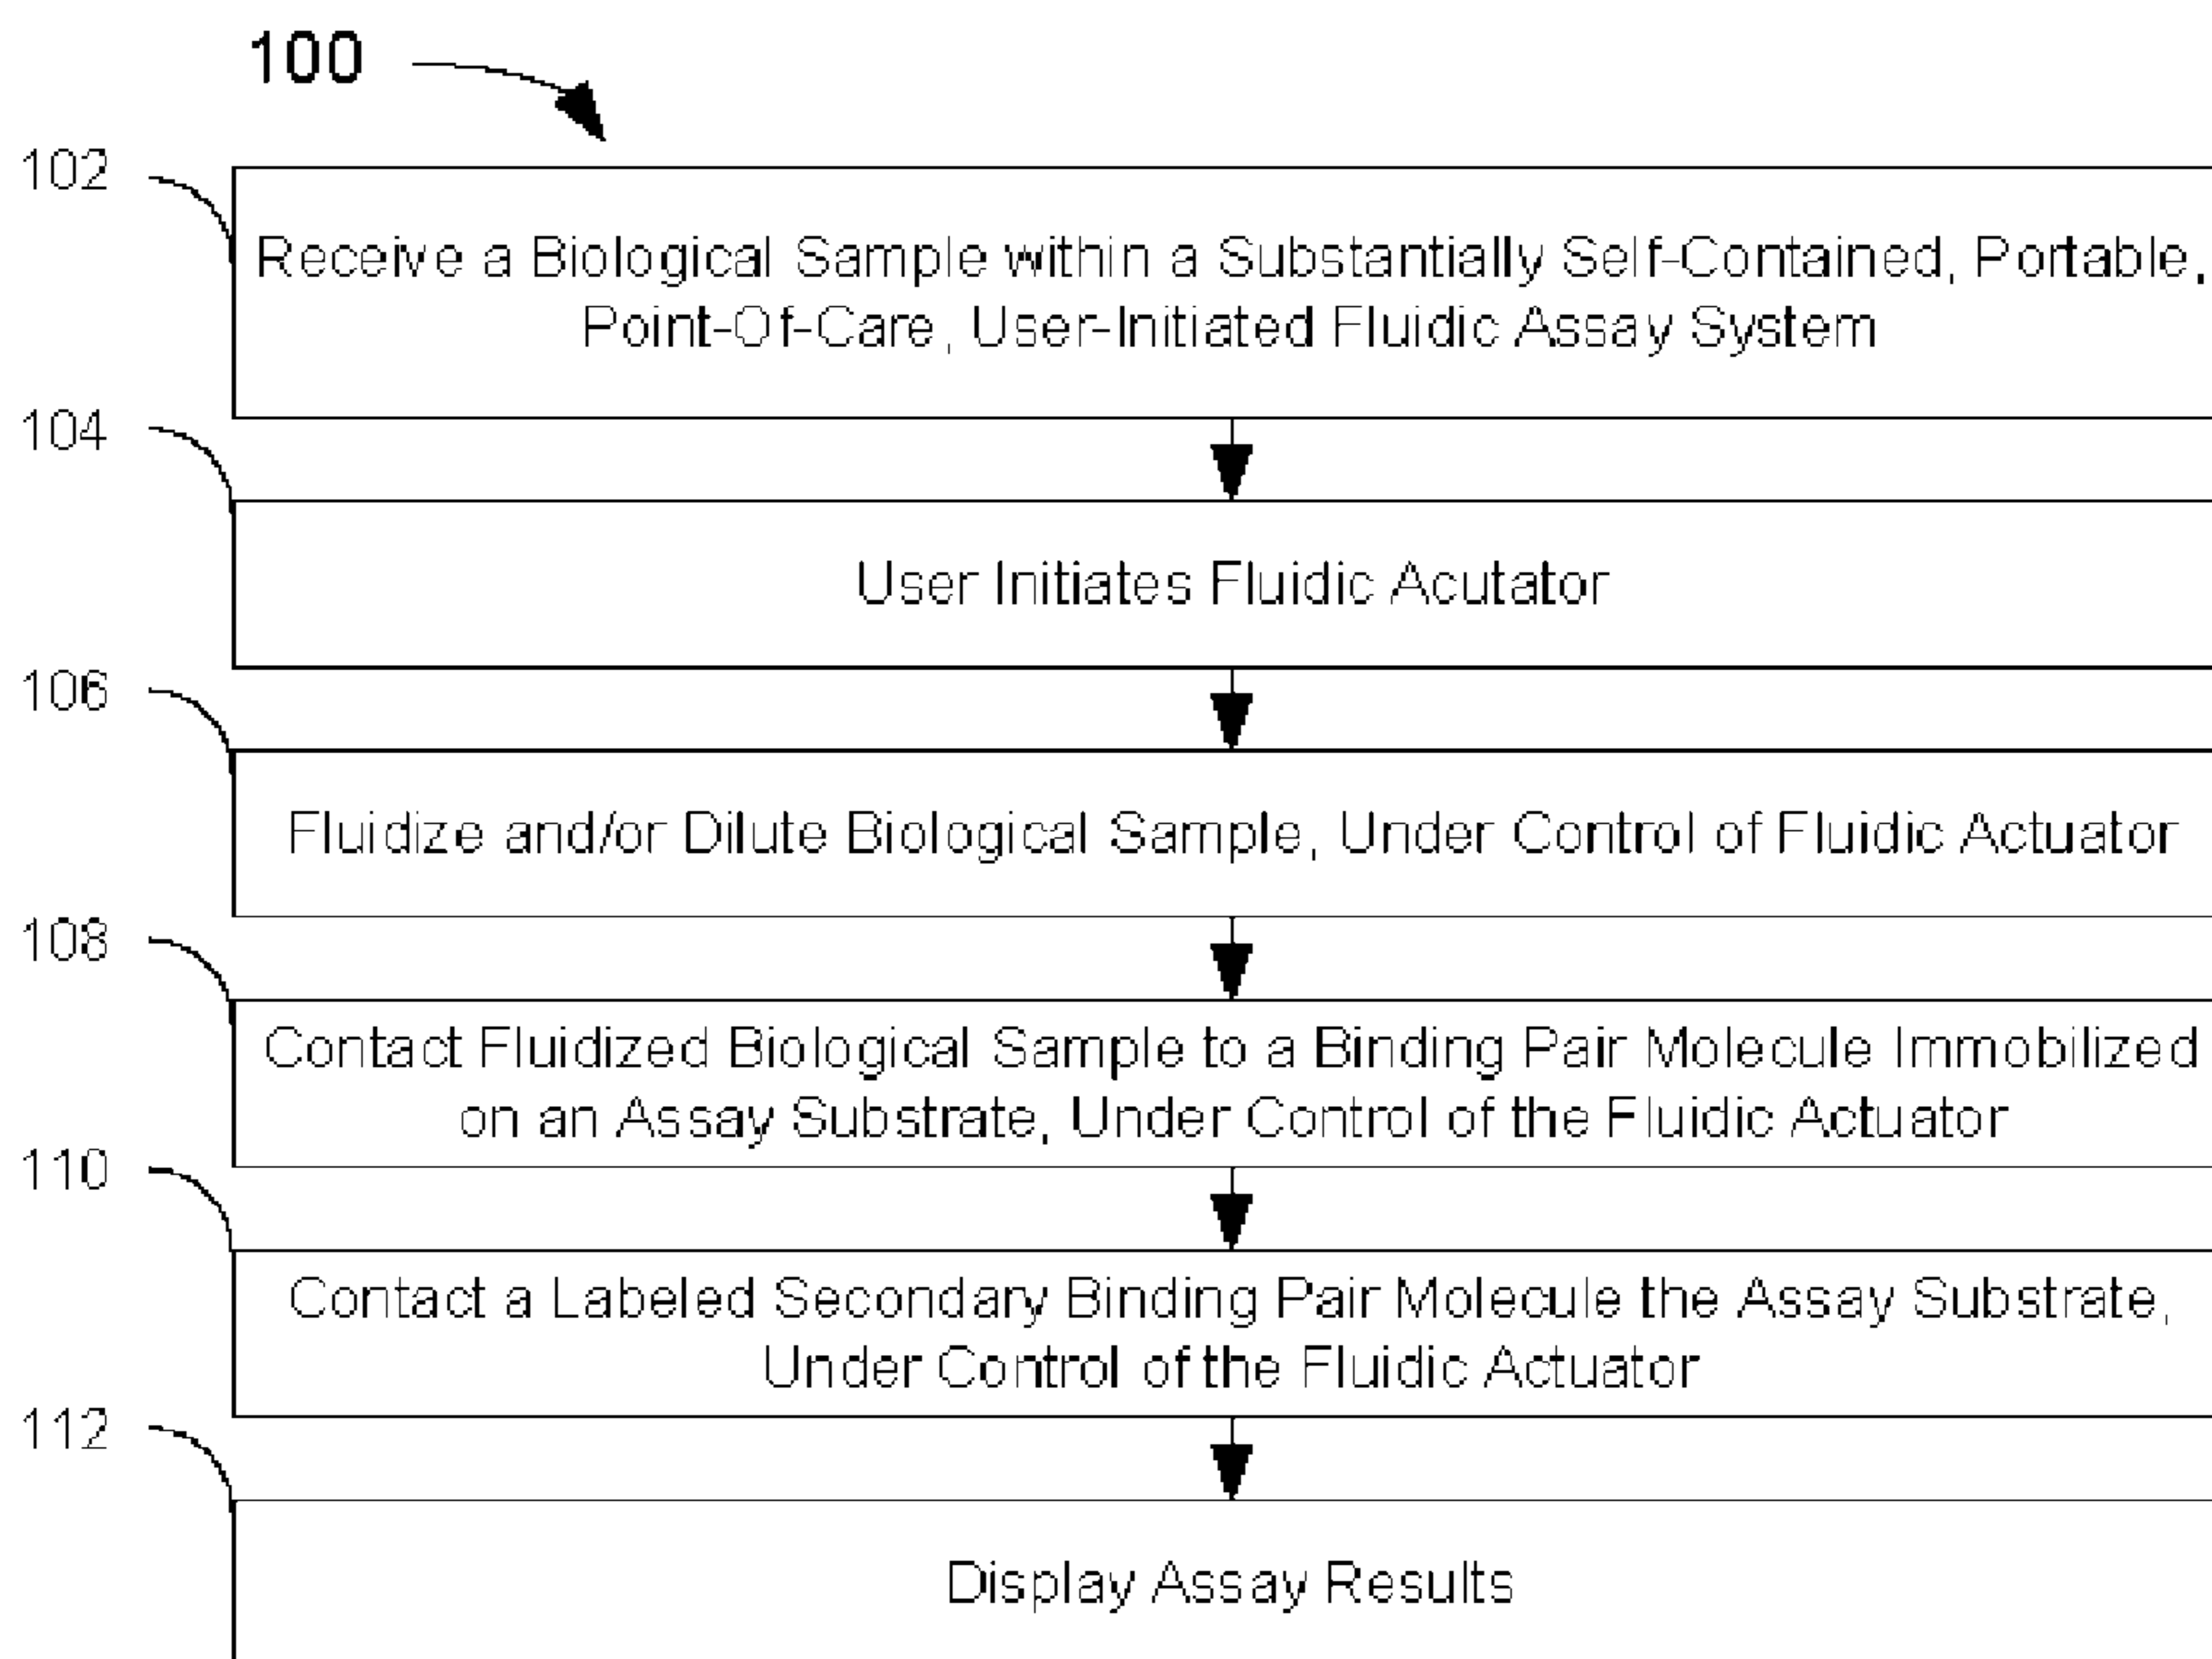 100
102
Receive a Biological Sample within a Substantially Self-Contained, Portable,
Point-Of-Care, User-Initiated Fluidic Assay System
104
User Initiates Fluidic Acutator
106
Fluidize and/or Dilute Biological Sample, Under Control of Fluidic Actuator
108
Contact Fluidized Biological Sample to a Binding Pair Molecule Immobilized
on an Assay Substrate, Under Control of the Fluidic Actuator
110
Contact a Labeled Secondary Binding Pair Molecule the Assay Substrate,
Under Control of the Fluidic Actuator
112
Display Assay Results